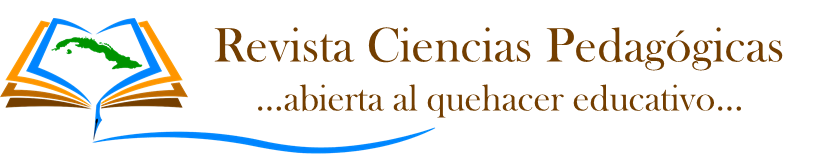 Revista Ciencias Pedagógicas
...abierta al quehacer educativo...